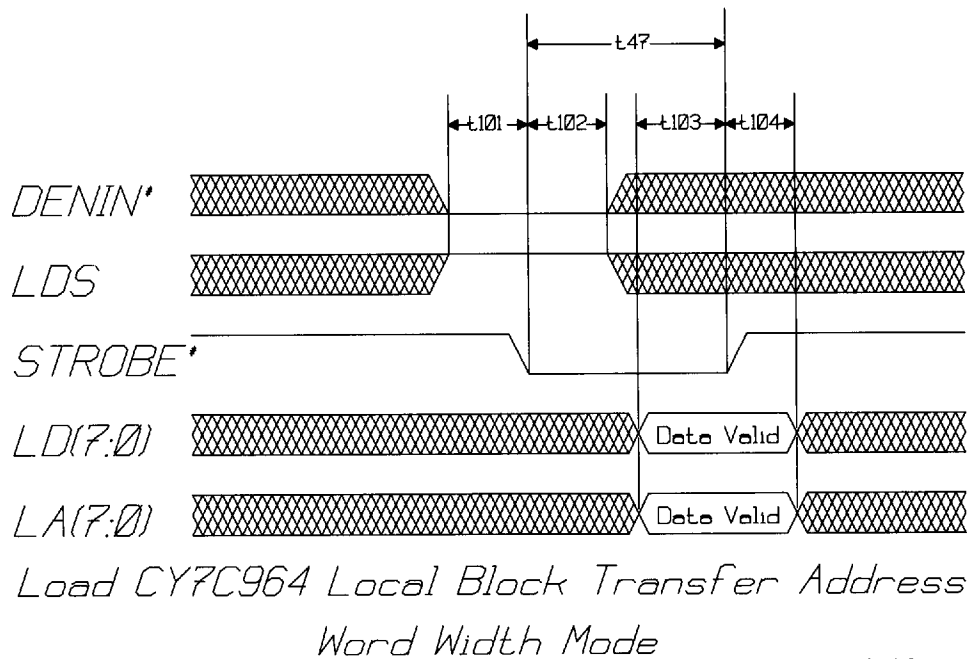 t47
t101 t102 t103 t104
DENIN*
LDS
STROBE*
LD(7:0) Data Valid
LA(7:0) Data Valid
Load CY7C964 Local Block Transfer Address
Word Width Mode